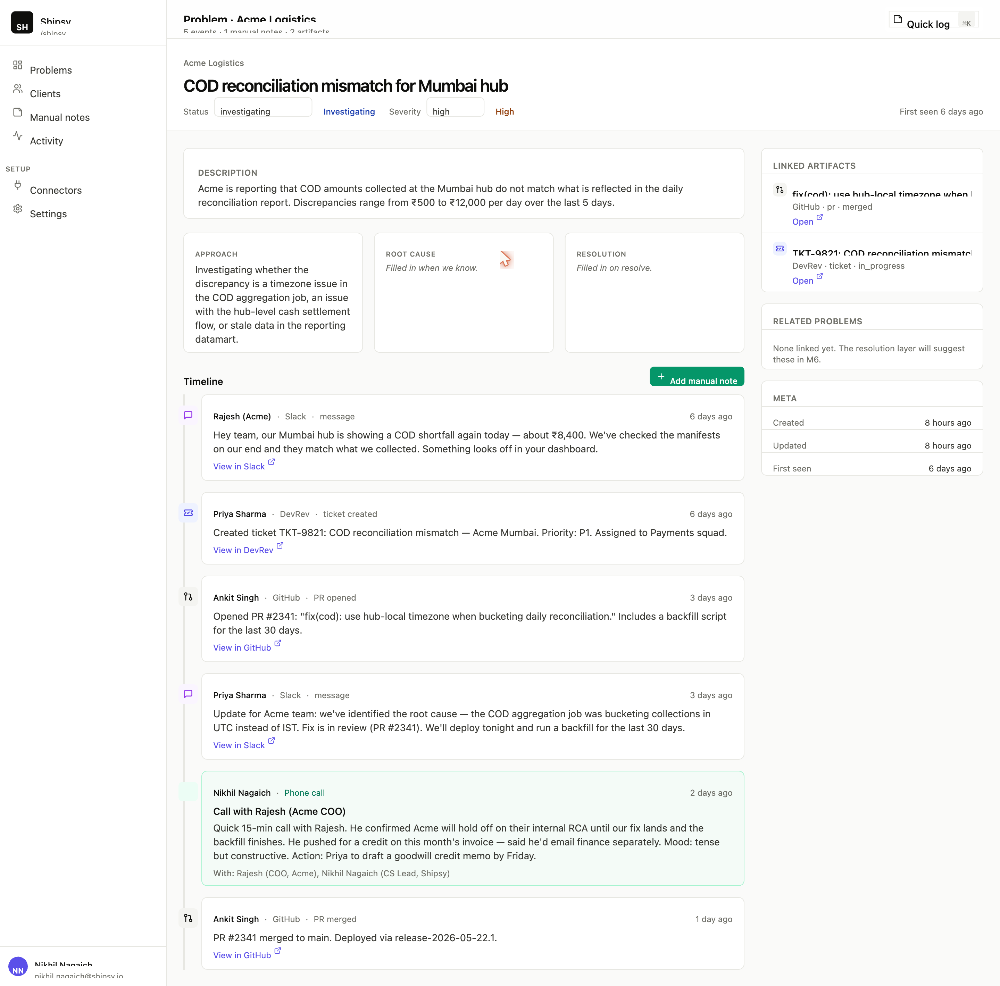 SH
Shipsy
/shipsy
Problems
Clients
Manual notes
Activity
SETUP
Connectors
Settings
NN
Nikhil Nagaich
nikhil.nagaich@shipsy.io
Problem · Acme Logistics
5 events · 1 manual notes · 2 artifacts
Quick log ⌘K
Acme Logistics
COD reconciliation mismatch for Mumbai hub
Status investigating Investigating Severity high High First seen 6 days ago
DESCRIPTION
Acme is reporting that COD amounts collected at the Mumbai hub do not match what is reflected in the daily
reconciliation report. Discrepancies range from ₹500 to ₹12,000 per day over the last 5 days.
APPROACH
Investigating whether the
discrepancy is a timezone issue in
the COD aggregation job, an issue
with the hub-level cash settlement
flow, or stale data in the reporting
datamart.
ROOT CAUSE
Filled in when we know.
RESOLUTION
Filled in on resolve.
Timeline
Add manual note
Rajesh (Acme) · Slack · message 6 days ago
Hey team, our Mumbai hub is showing a COD shortfall again today — about ₹8,400. We've checked the manifests
on our end and they match what we collected. Something looks off in your dashboard.
View in Slack
Priya Sharma · DevRev · ticket created 6 days ago
Created ticket TKT-9821: COD reconciliation mismatch — Acme Mumbai. Priority: P1. Assigned to Payments squad.
View in DevRev
Ankit Singh · GitHub · PR opened 3 days ago
Opened PR #2341: "fix(cod): use hub-local timezone when bucketing daily reconciliation." Includes a backfill script
for the last 30 days.
View in GitHub
Priya Sharma · Slack · message 3 days ago
Update for Acme team: we've identified the root cause — the COD aggregation job was bucketing collections in
UTC instead of IST. Fix is in review (PR #2341). We'll deploy tonight and run a backfill for the last 30 days.
View in Slack
Nikhil Nagaich · Phone call 2 days ago
Call with Rajesh (Acme COO)
Quick 15-min call with Rajesh. He confirmed Acme will hold off on their internal RCA until our fix lands and the
backfill finishes. He pushed for a credit on this month's invoice — said he'd email finance separately. Mood: tense
but constructive. Action: Priya to draft a goodwill credit memo by Friday.
With: Rajesh (COO, Acme), Nikhil Nagaich (CS Lead, Shipsy)
Ankit Singh · GitHub · PR merged 1 day ago
PR #2341 merged to main. Deployed via release-2026-05-22.1.
View in GitHub
LINKED ARTIFACTS
fix(cod): use hub-local timezone when
GitHub · pr · merged
Open
TKT-9821: COD reconciliation mismatc
DevRev · ticket · in_progress
Open
RELATED PROBLEMS
None linked yet. The resolution layer will suggest
these in M6.
META
Created 8 hours ago
Updated 8 hours ago
First seen 6 days ago